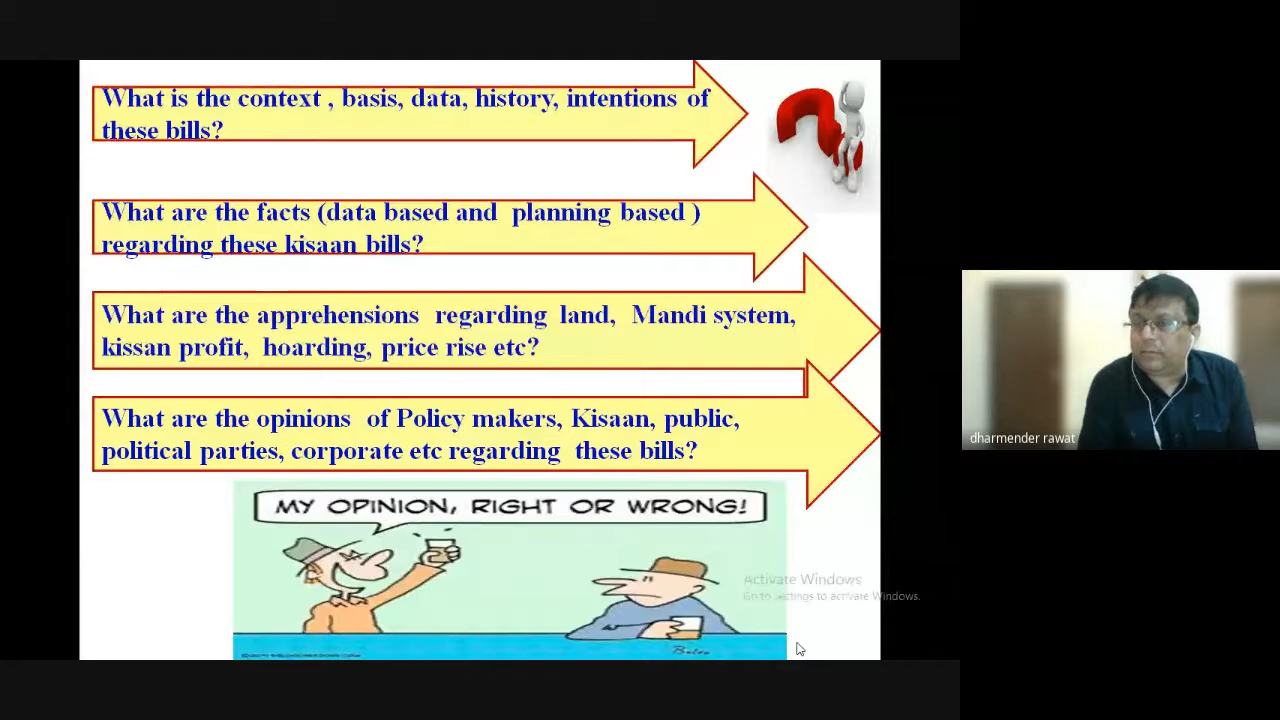 What is the context , basis, data, history, intentions of
these bills?
What are the facts (data based and planning based )
regarding these kisaan bills?
What are the apprehensions regarding land, Mandi system,
kissan profit, hoarding, price rise etc?
What are the opinions of Policy makers, Kisaan, public,
political parties, corporate etc regarding these bills?
MY OPINION, RIGHT OR WRONG!
Activate Windows
Go to Settings to activate Windows.
dharmender rawat